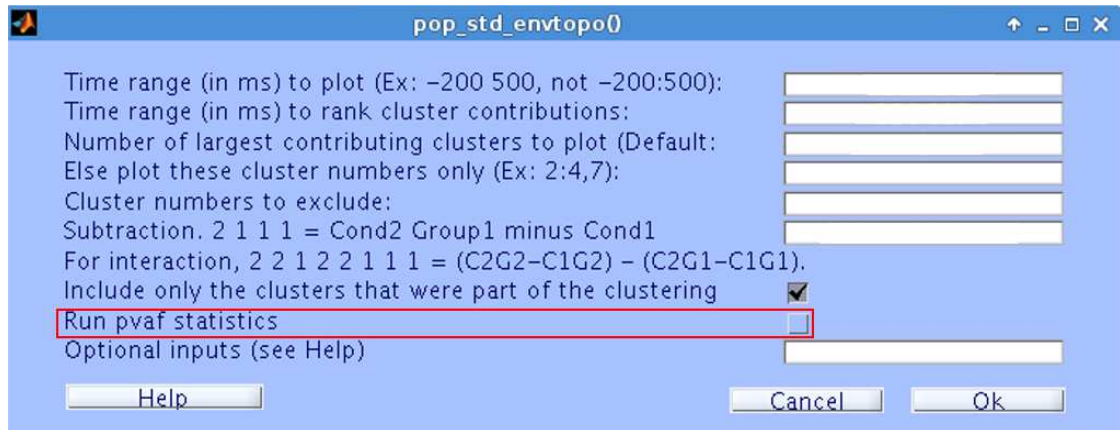 pop_std_envtopo()
Time range (in ms) to plot (Ex: −200 500, not −200:500):
Time range (in ms) to rank cluster contributions:
Number of largest contributing clusters to plot (Default:
Else plot these cluster numbers only (Ex: 2:4,7):
Cluster numbers to exclude:
Subtraction. 2 1 1 1 = Cond2 Group1 minus Cond1
For interaction, 2 2 1 2 2 1 1 1 = (C2G2−C1G2) − (C2G1−C1G1).
Include only the clusters that were part of the clustering
Run pvaf statistics
Optional inputs (see Help)
Help Cancel Ok